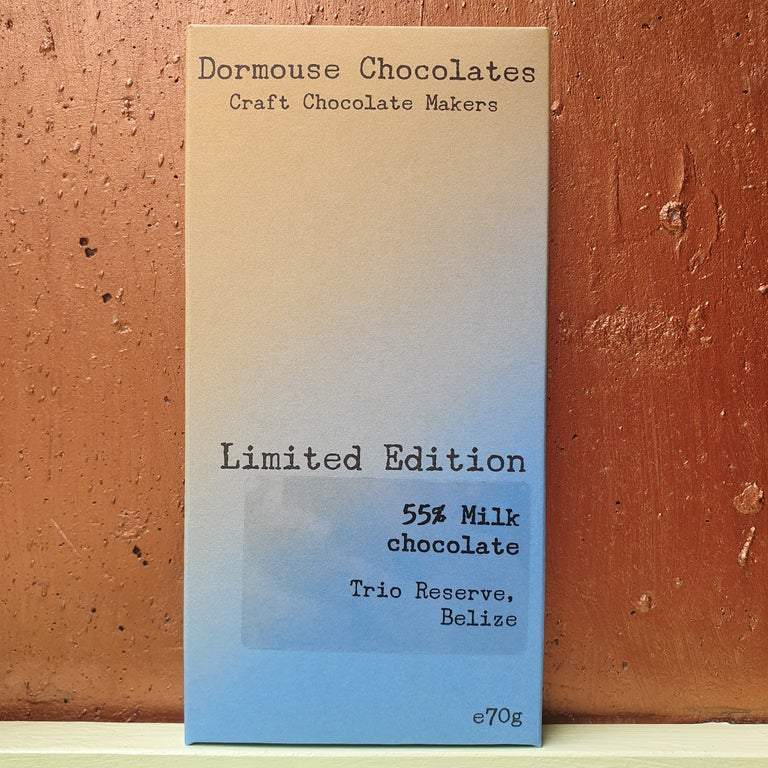 Dormouse Chocolates
Craft Chocolate Makers
Limited Edition
55% Milk
chocolate
Trio Reserve,
Belize
e70g